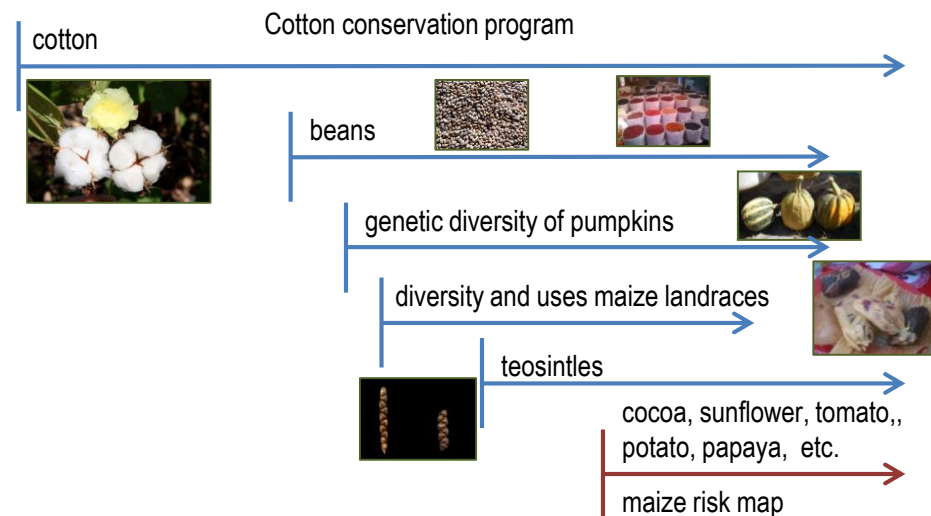 Cotton conservation program
cotton
beans
genetic diversity of pumpkins
diversity and uses maize landraces
teosintles
cocoa, sunflower, tomato,,
potato, papaya, etc.
maize risk map